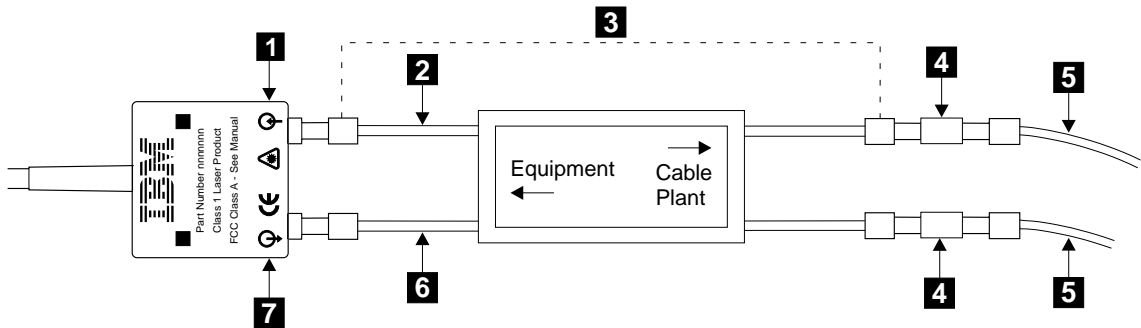 3
1
2
4
5
IBM
Part Number nnnnnnn
Class 1 Laser Product
FCC Class A - See Manual
CE
Equipment
Cable
Plant
7
6
4
5